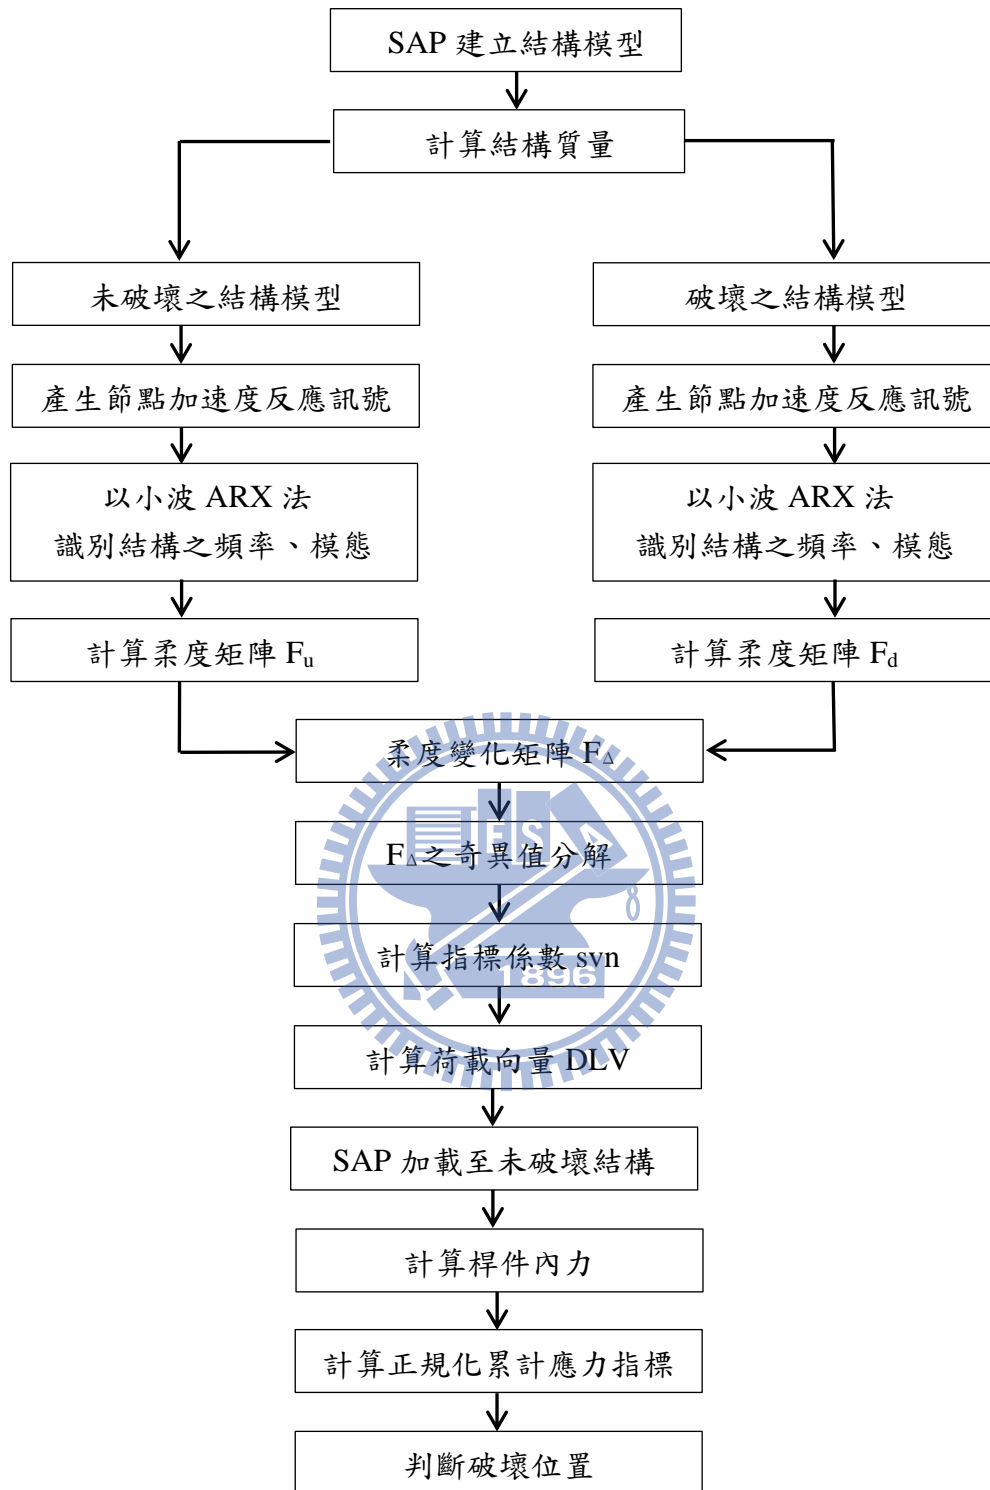 SAP 建立結構模型
計算結構質量
未破壞之結構模型
產生節點加速度反應訊號
以小波 ARX 法
識別結構之頻率、模態
計算柔度矩陣 Fu
破壞之結構模型
產生節點加速度反應訊號
以小波 ARX 法
識別結構之頻率、模態
計算柔度矩陣 Fd
柔度變化矩陣 FΔ
FΔ之奇異值分解
計算指標係數 svn
計算荷載向量 DLV
SAP 加載至未破壞結構
計算桿件內力
計算正規化累計應力指標
判斷破壞位置
ESA
1896